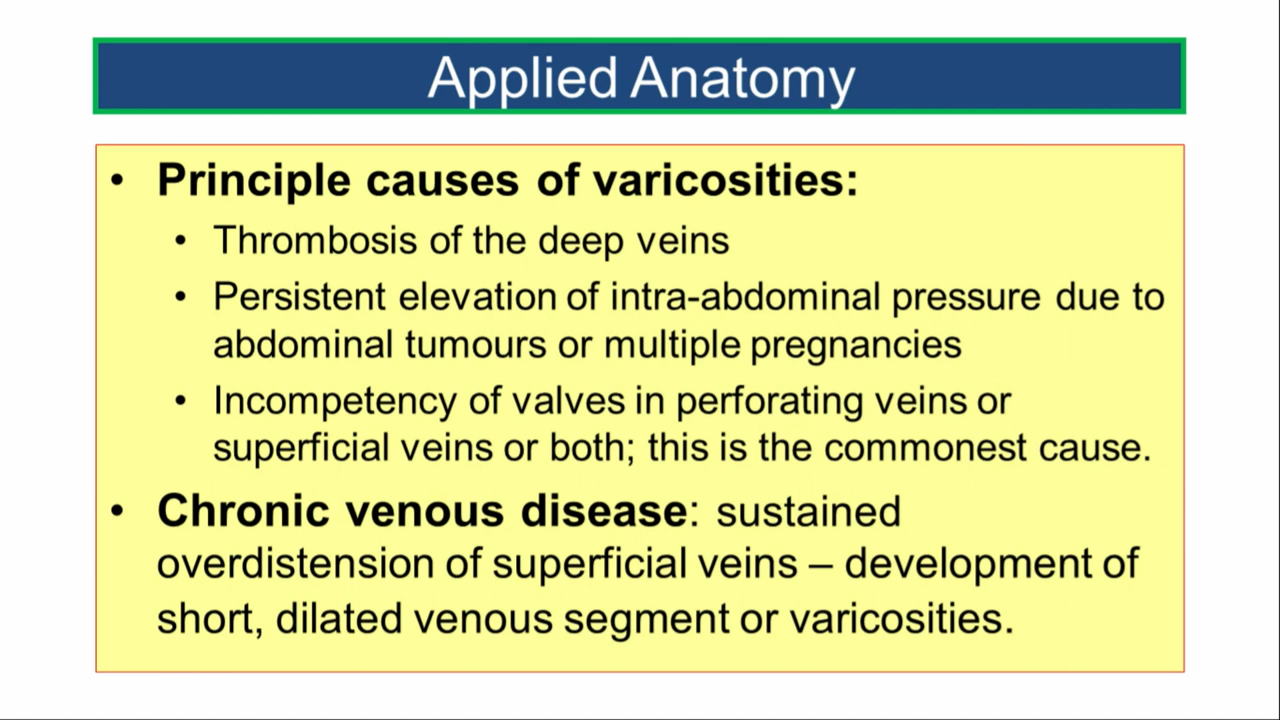 Applied Anatomy
• Principle causes of varicosities:
• Thrombosis of the deep veins
• Persistent elevation of intra-abdominal pressure due to
abdominal tumours or multiple pregnancies
• Incompetency of valves in perforating veins or
superficial veins or both; this is the commonest cause.
• Chronic venous disease: sustained
overdistension of superficial veins – development of
short, dilated venous segment or varicosities.